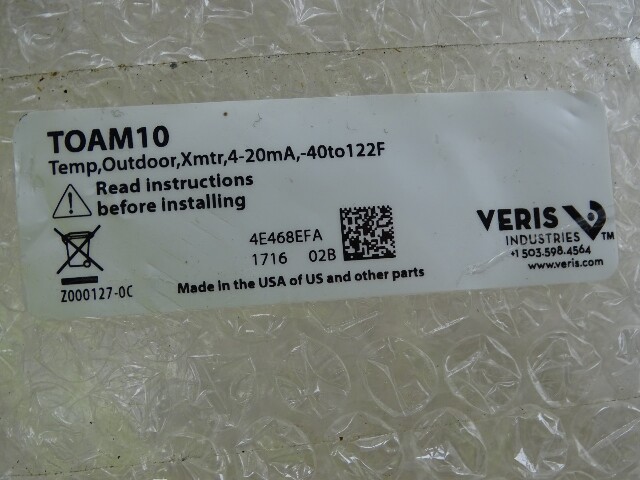 TOAM10
Temp,Outdoor,Xmtr,4-20mA,-40to122F
Read instructions
before installing
4E468EFA
1716 02B
Z000127-0C
Made in the USA of US and other parts
VERIS
INDUSTRIES™
+1 503.598.4564
www.veris.com